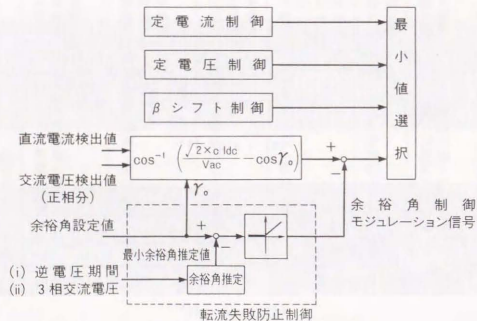 定電流制御
定電圧制御
βシフト制御
最小値選択
直流電流検出値
交流電圧検出値
(正相分)
cos⁻¹ (√2×c Idc / Vac − cosγ₀)
+
−
γ₀
余裕角設定値
余裕角制御
モジュレーション信号
最小余裕角推定値
+
−
(i) 逆電圧期間
(ii) 3相交流電圧
余裕角推定
転流失敗防止制御